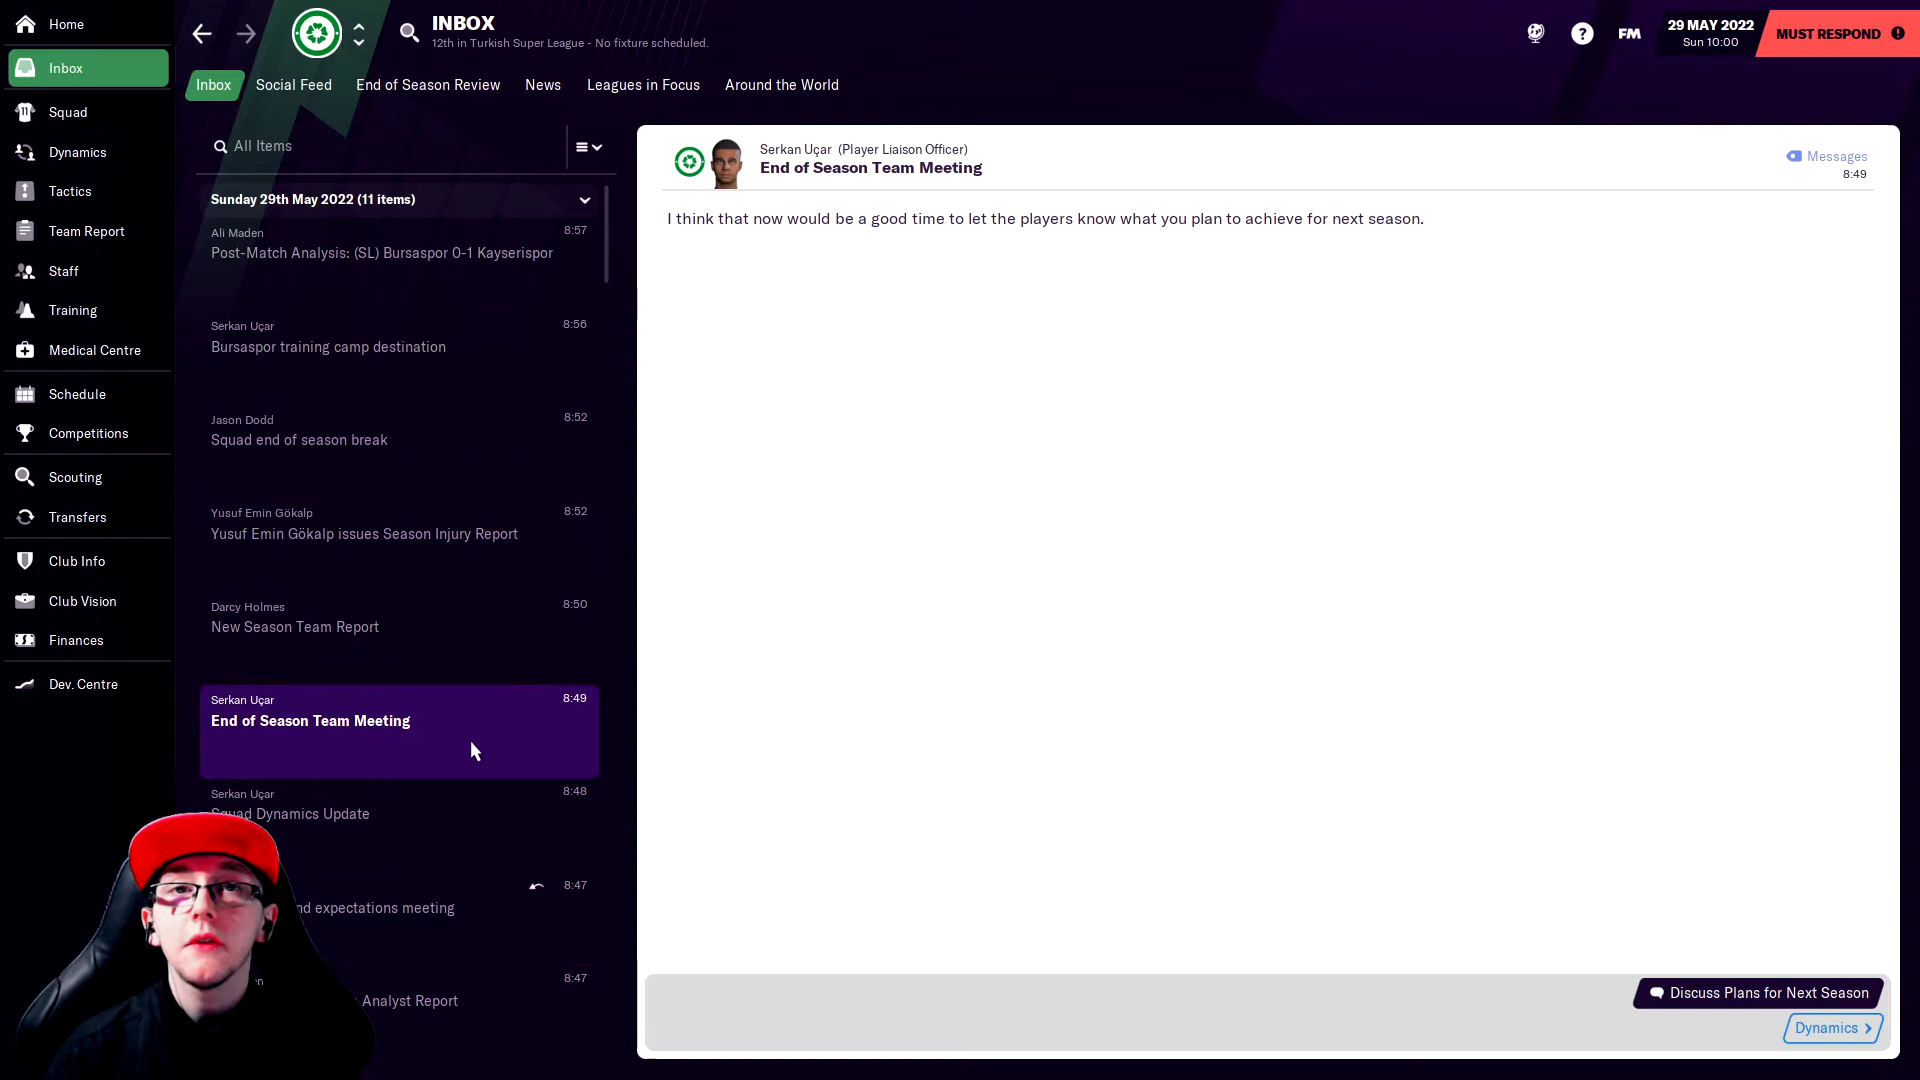 Home
Inbox
Squad
Dynamics
Tactics
Team Report
Staff
Training
Medical Centre
Schedule
Competitions
Scouting
Transfers
Club Info
Club Vision
Finances
Dev. Centre
INBOX
12th in Turkish Super League - No fixture scheduled.
?
FM
29 MAY 2022
Sun 10:00
MUST RESPOND
Inbox
Social Feed
End of Season Review
News
Leagues in Focus
Around the World
All Items
Sunday 29th May 2022 (11 items)
Ali Maden 8:57
Post-Match Analysis: (SL) Bursaspor 0-1 Kayserispor
Serkan Uçar 8:56
Bursaspor training camp destination
Jason Dodd 8:52
Squad end of season break
Yusuf Emin Gökalp 8:52
Yusuf Emin Gökalp issues Season Injury Report
Darcy Holmes 8:50
New Season Team Report
Serkan Uçar 8:49
End of Season Team Meeting
Serkan Uçar 8:48
Squad Dynamics Update
8:47
expectations meeting
8:47
Analyst Report
Serkan Uçar (Player Liaison Officer)
End of Season Team Meeting
Messages
8:49
I think that now would be a good time to let the players know what you plan to achieve for next season.
Discuss Plans for Next Season
Dynamics